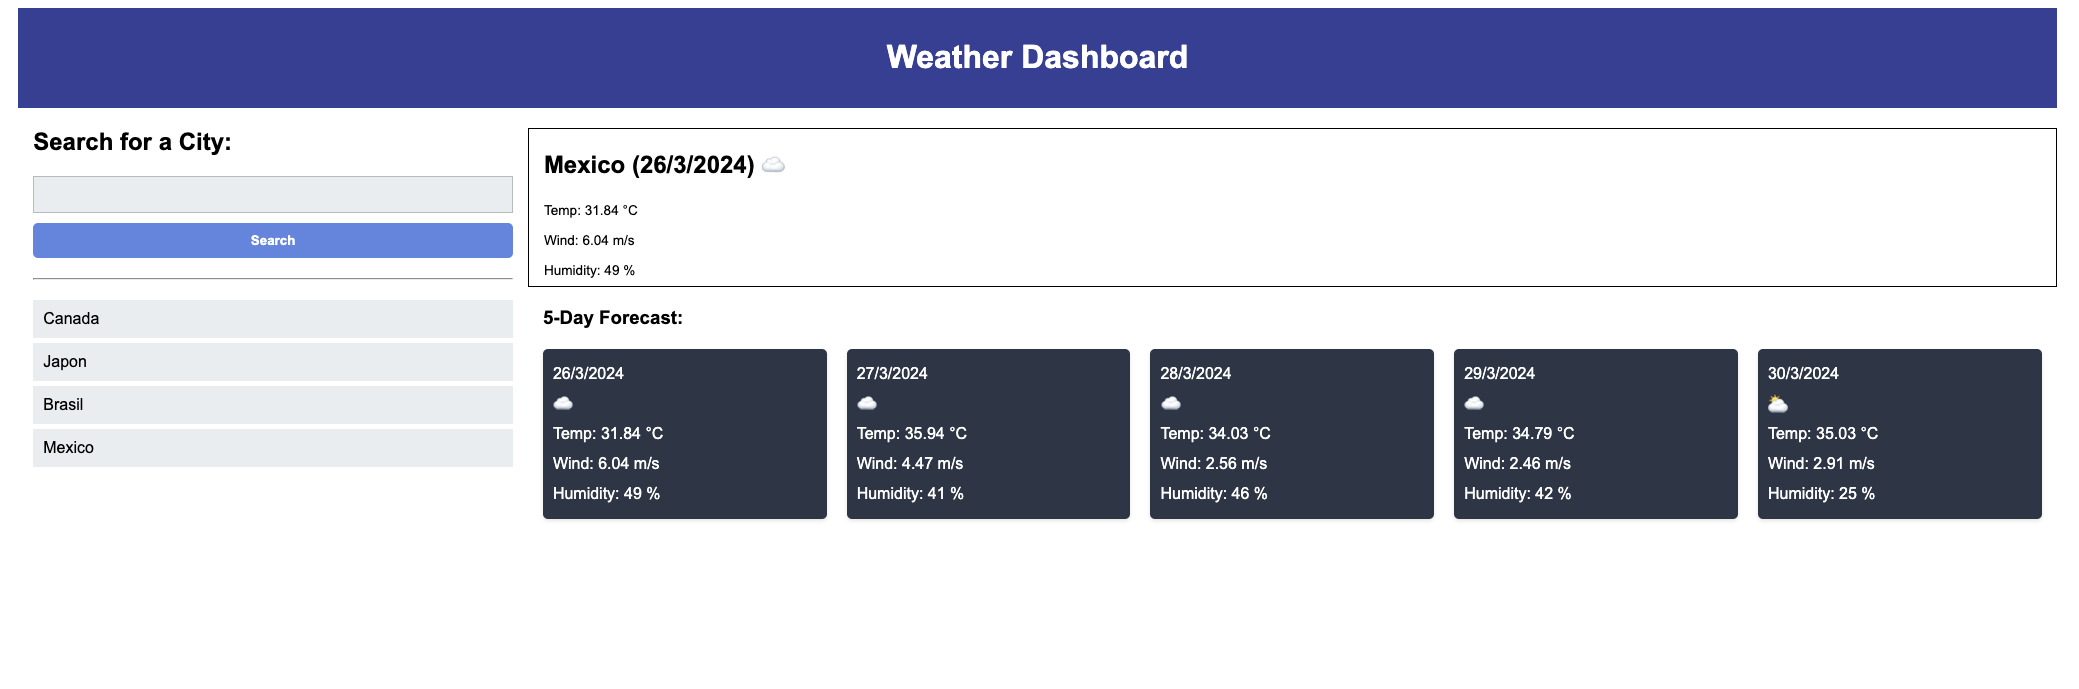 Weather Dashboard
Search for a City:
Search
Canada
Japon
Brasil
Mexico
Mexico (26/3/2024) ☁️
Temp: 31.84 °C
Wind: 6.04 m/s
Humidity: 49 %
5-Day Forecast:
26/3/2024
☁️
Temp: 31.84 °C
Wind: 6.04 m/s
Humidity: 49 %
27/3/2024
☁️
Temp: 35.94 °C
Wind: 4.47 m/s
Humidity: 41 %
28/3/2024
☁️
Temp: 34.03 °C
Wind: 2.56 m/s
Humidity: 46 %
29/3/2024
☁️
Temp: 34.79 °C
Wind: 2.46 m/s
Humidity: 42 %
30/3/2024
🌥️
Temp: 35.03 °C
Wind: 2.91 m/s
Humidity: 25 %